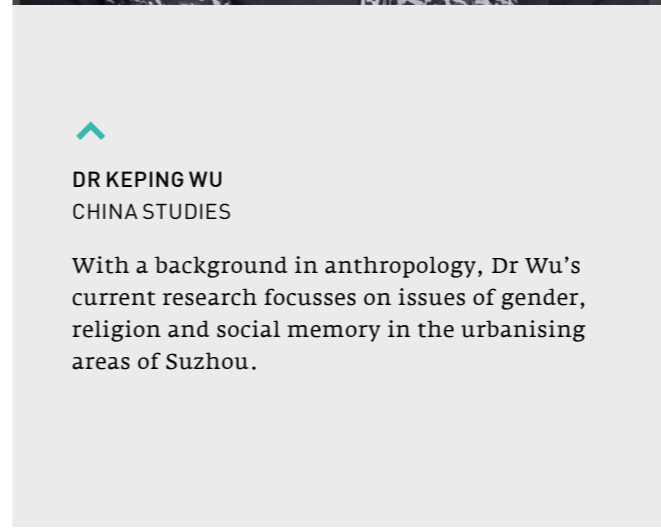 DR KEPING WU
CHINA STUDIES
With a background in anthropology, Dr Wu’s
current research focusses on issues of gender,
religion and social memory in the urbanising
areas of Suzhou.